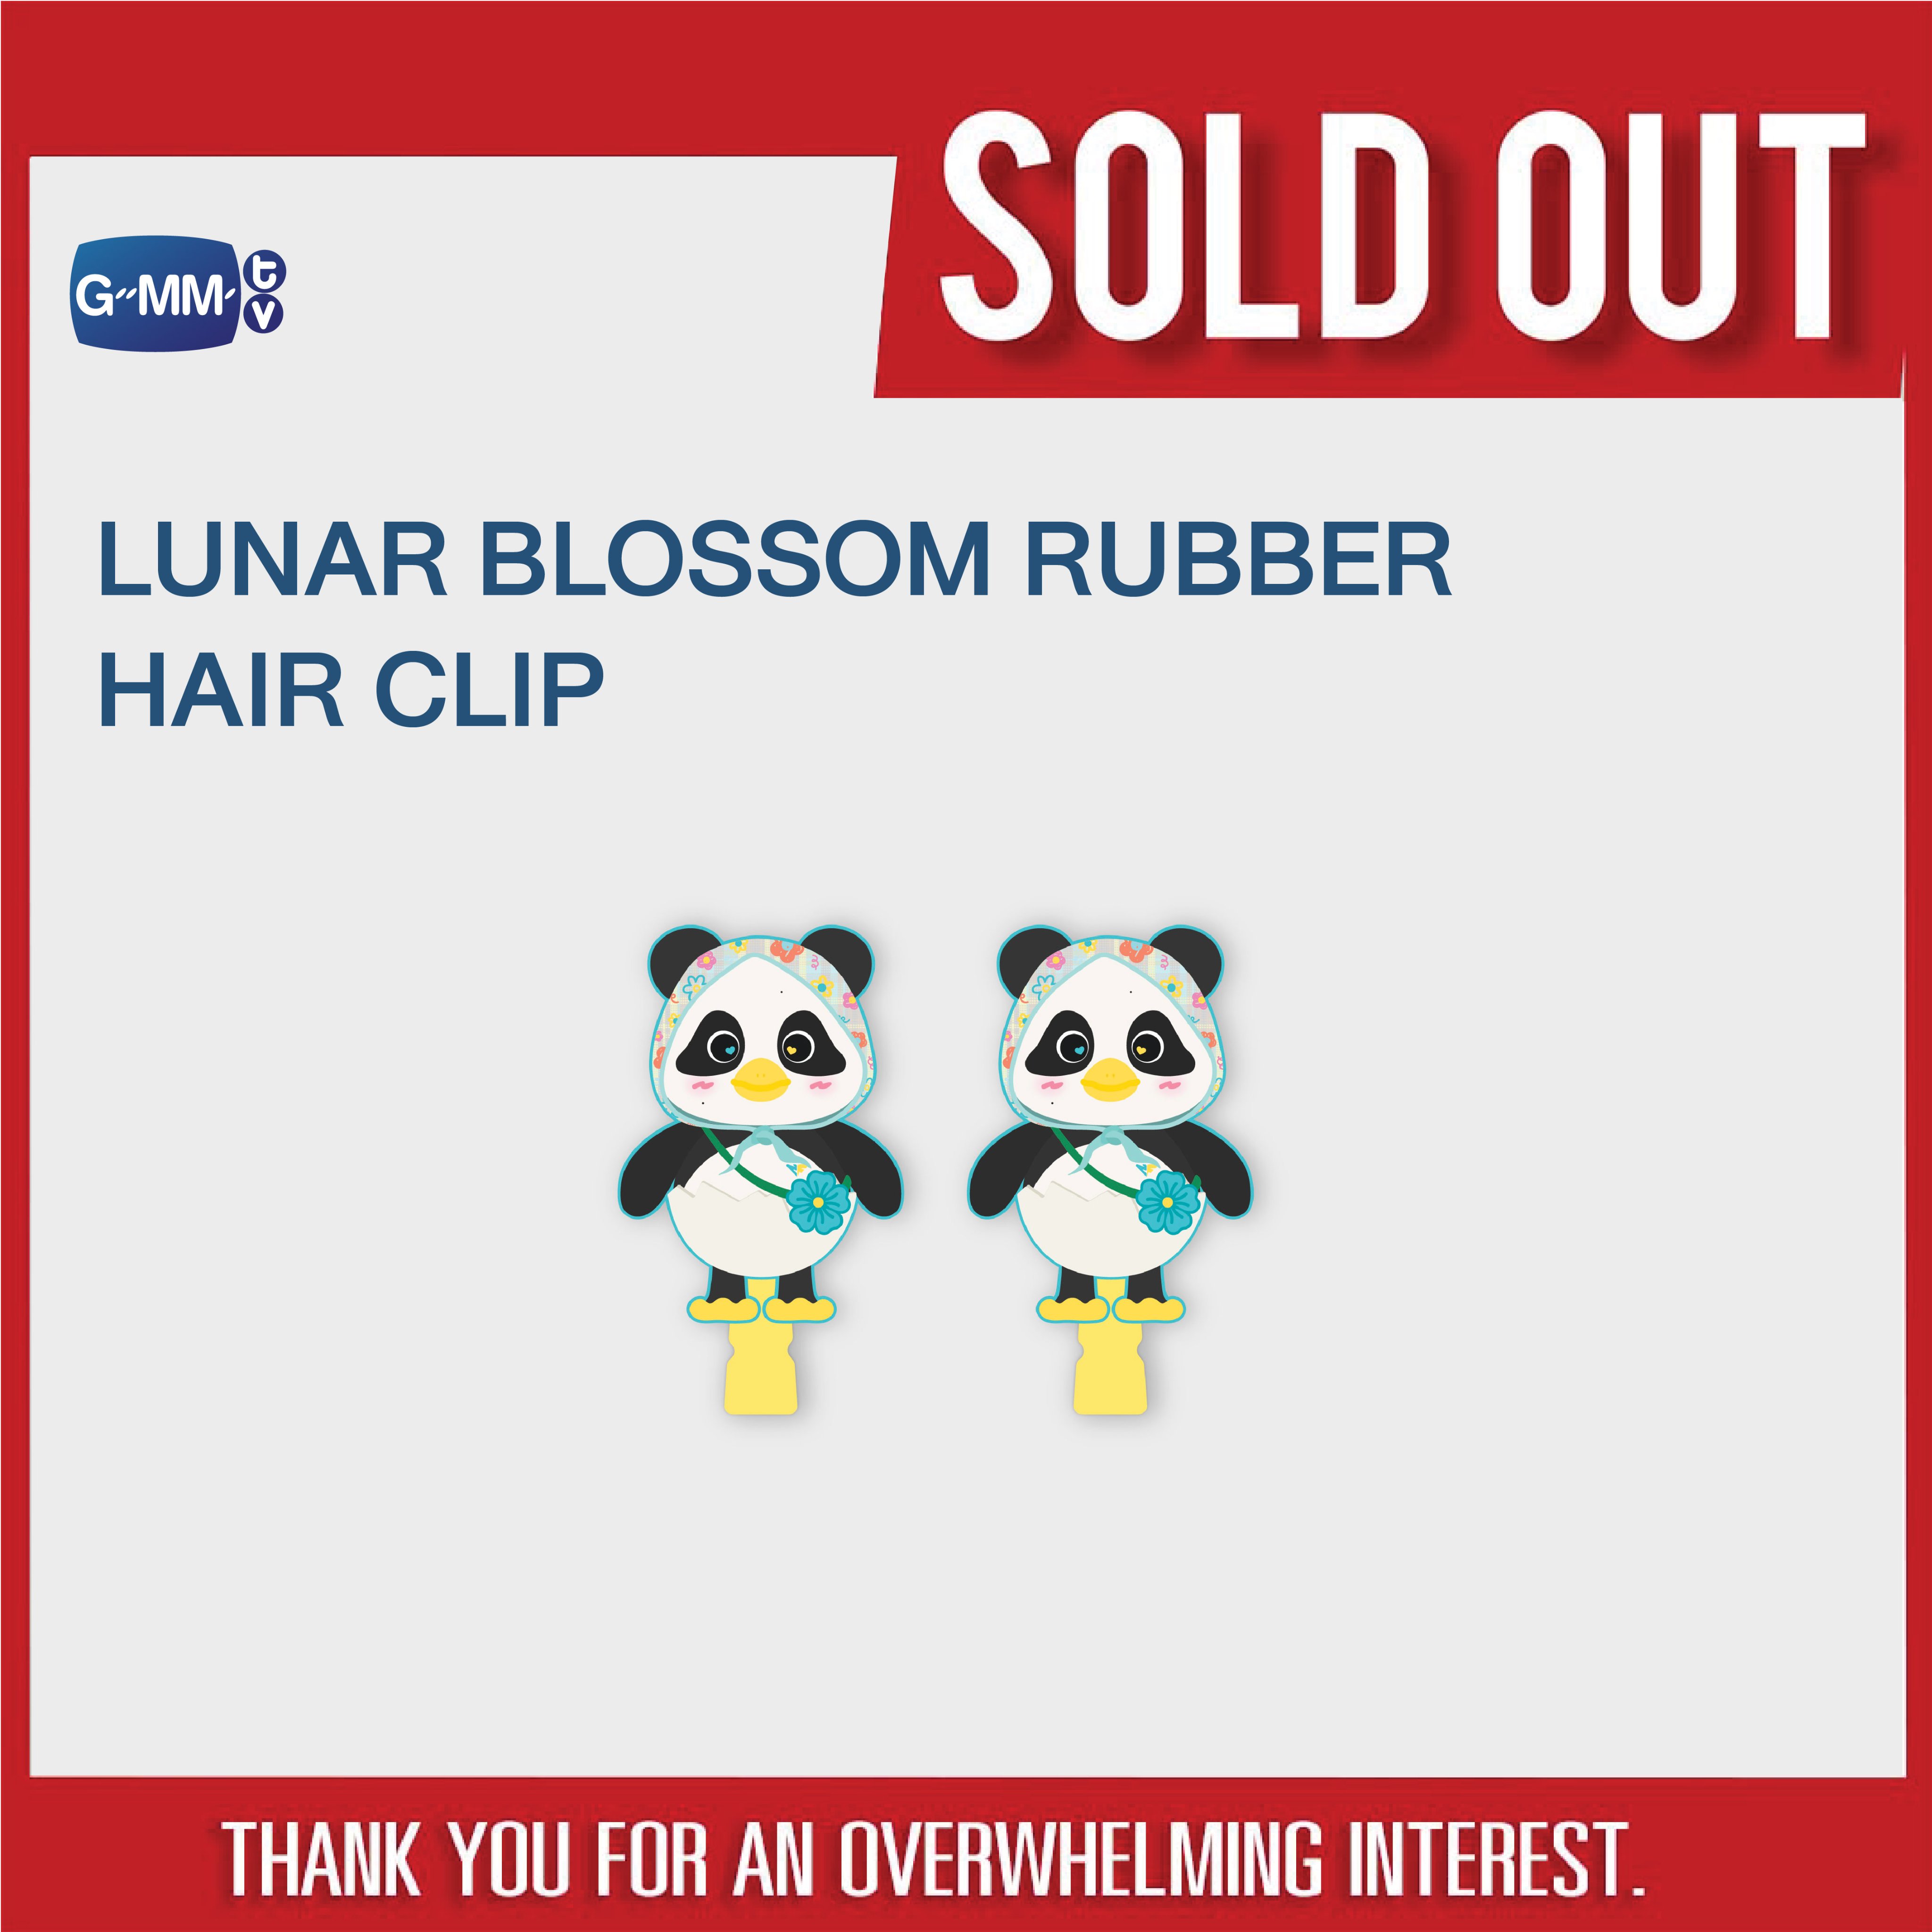 SOLD OUT
G-MM-tv
LUNAR BLOSSOM RUBBER
HAIR CLIP
THANK YOU FOR AN OVERWHELMING INTEREST.